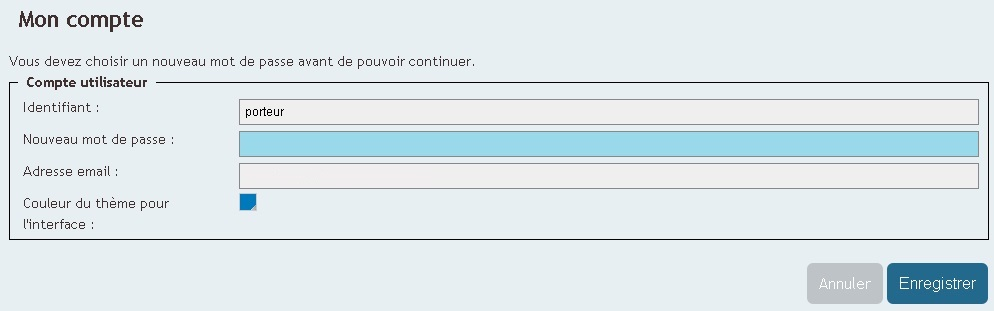 Mon compte
Vous devez choisir un nouveau mot de passe avant de pouvoir continuer.
Compte utilisateur
Identifiant :
porteur
Nouveau mot de passe :
Adresse email :
Couleur du thème pour
l'interface :
Annuler
Enregistrer